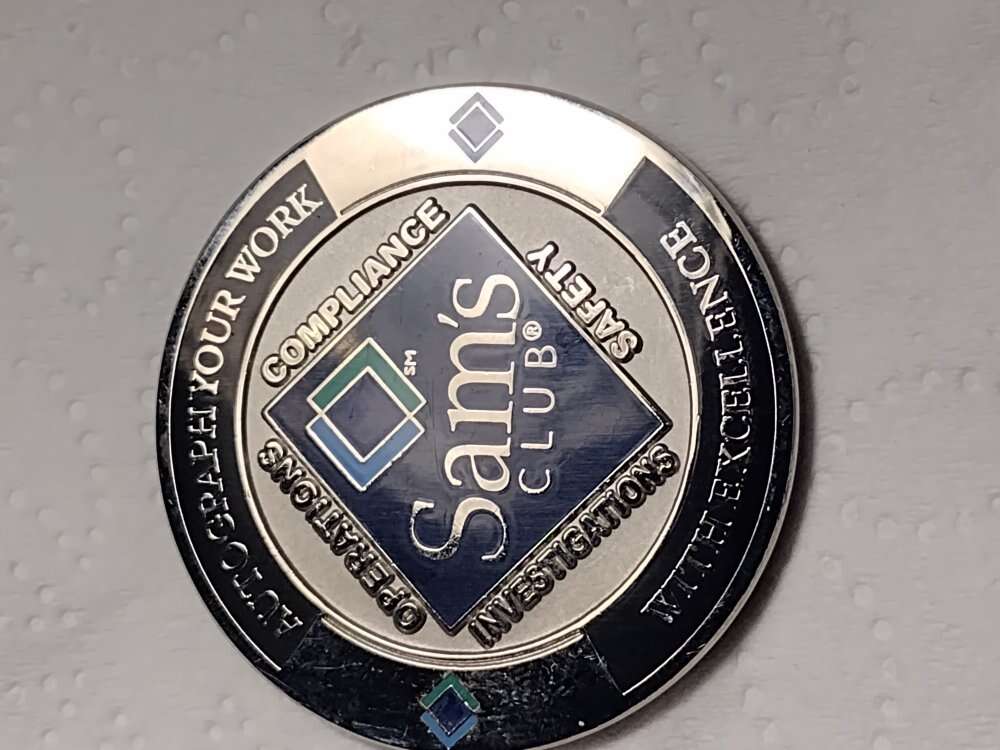 AUTOGRAPH YOUR WORK
OPERATIONS
COMPLIANCE
SM
Sam's
CLUB®
INVESTIGATIONS
SAFETY
WITH EXCELLENCE